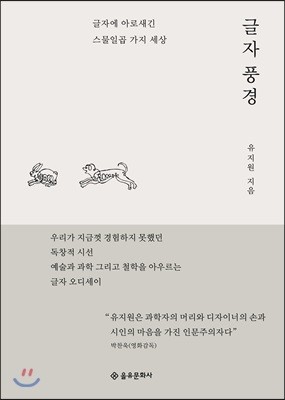 글자에 아로새긴
스물일곱 가지 세상
글자 풍경
유지원 지음
우리가 지금껏 경험하지 못했던
독창적 시선
예술과 과학 그리고 철학을 아우르는
글자 오디세이
“유지원은 과학자의 머리와 디자이너의 손과
시인의 마음을 가진 인문주의자다”
박찬욱(영화감독)
을유문화사
yes24